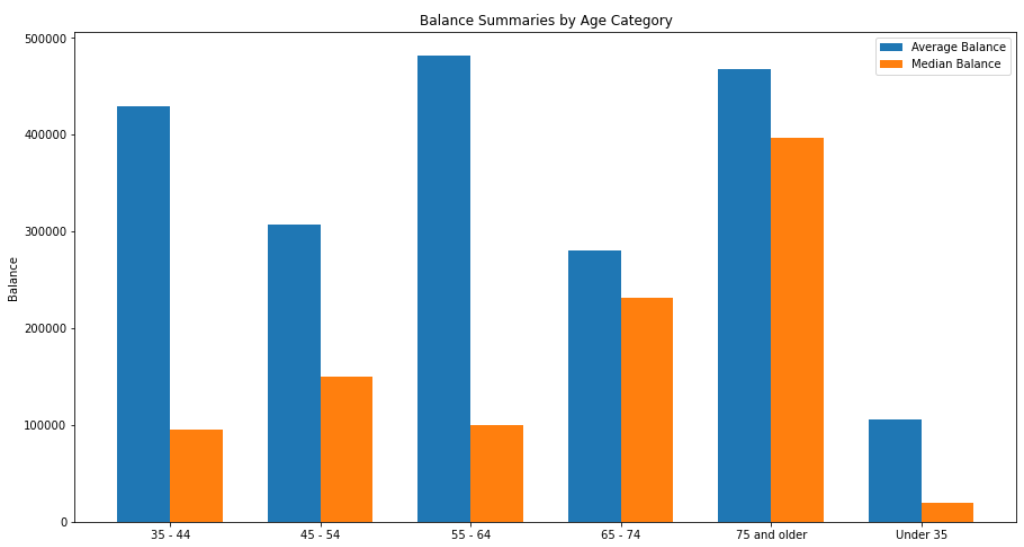 Balance Summaries by Age Category
Average Balance
Median Balance
500000
400000
300000
200000
100000
0
Balance
35 - 44
45 - 54
55 - 64
65 - 74
75 and older
Under 35